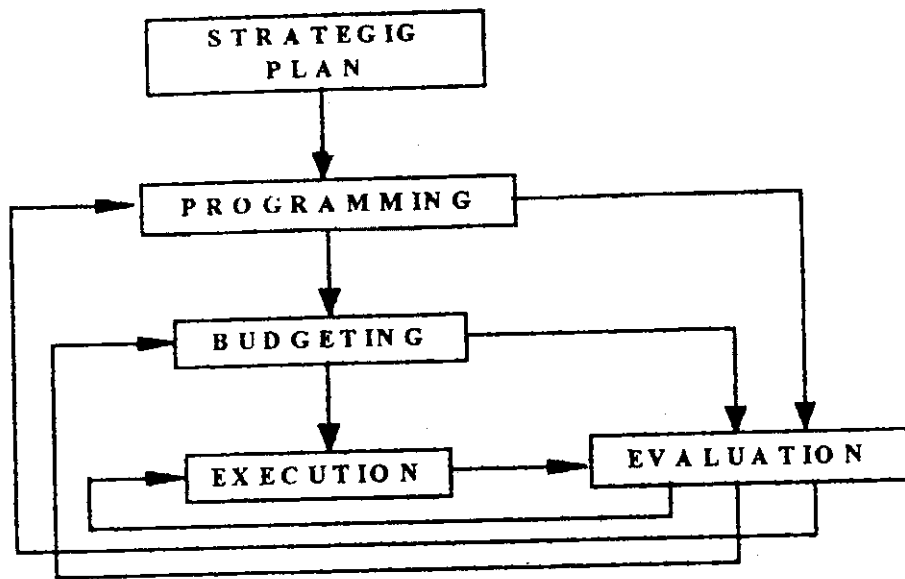 STRATEGIG
PLAN
PROGRAMMING
BUDGETING
EXECUTION
EVALUATION